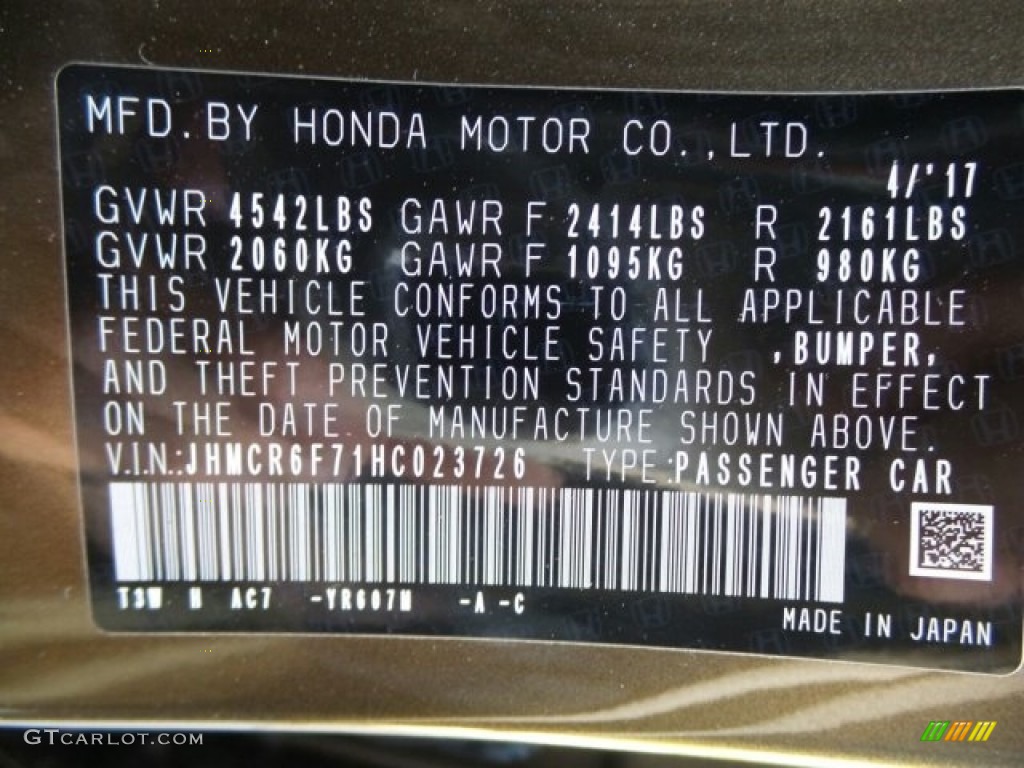 MFD. BY HONDA MOTOR CO., LTD.
4/'17
GVWR 4542LBS GAWR F 2414LBS R 2161LBS
GVWR 2060KG GAWR F 1095KG R 980KG
THIS VEHICLE CONFORMS TO ALL APPLICABLE
FEDERAL MOTOR VEHICLE SAFETY ,BUMPER,
AND THEFT PREVENTION STANDARDS IN EFFECT
ON THE DATE OF MANUFACTURE SHOWN ABOVE.
V.I.N.:JHMCR6F71HC023726 TYPE:PASSENGER CAR
T3W N AC7 -YR607M -A -C
MADE IN JAPAN
GTCARLOT.COM